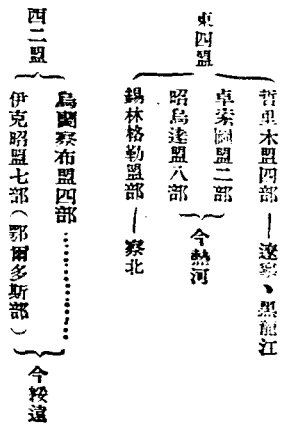 東四盟
哲里木盟四部——遼寧、黑龍江
卓索圖盟二部
昭烏達盟八部
今熱河
錫林格勒盟部——察北
西二盟
烏蘭察布盟四部…………
伊克昭盟七部(鄂爾多斯部)
今綏遠